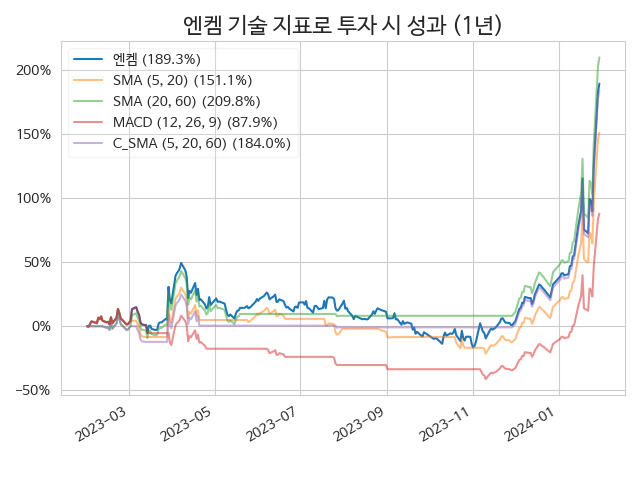 엔켐 기술 지표로 투자 시 성과 (1년)
엔켐 (189.3%)
SMA (5, 20) (151.1%)
SMA (20, 60) (209.8%)
MACD (12, 26, 9) (87.9%)
C_SMA (5, 20, 60) (184.0%)
200%
150%
100%
50%
0%
−50%
2023−03
2023−05
2023−07
2023−09
2023−11
2024−01